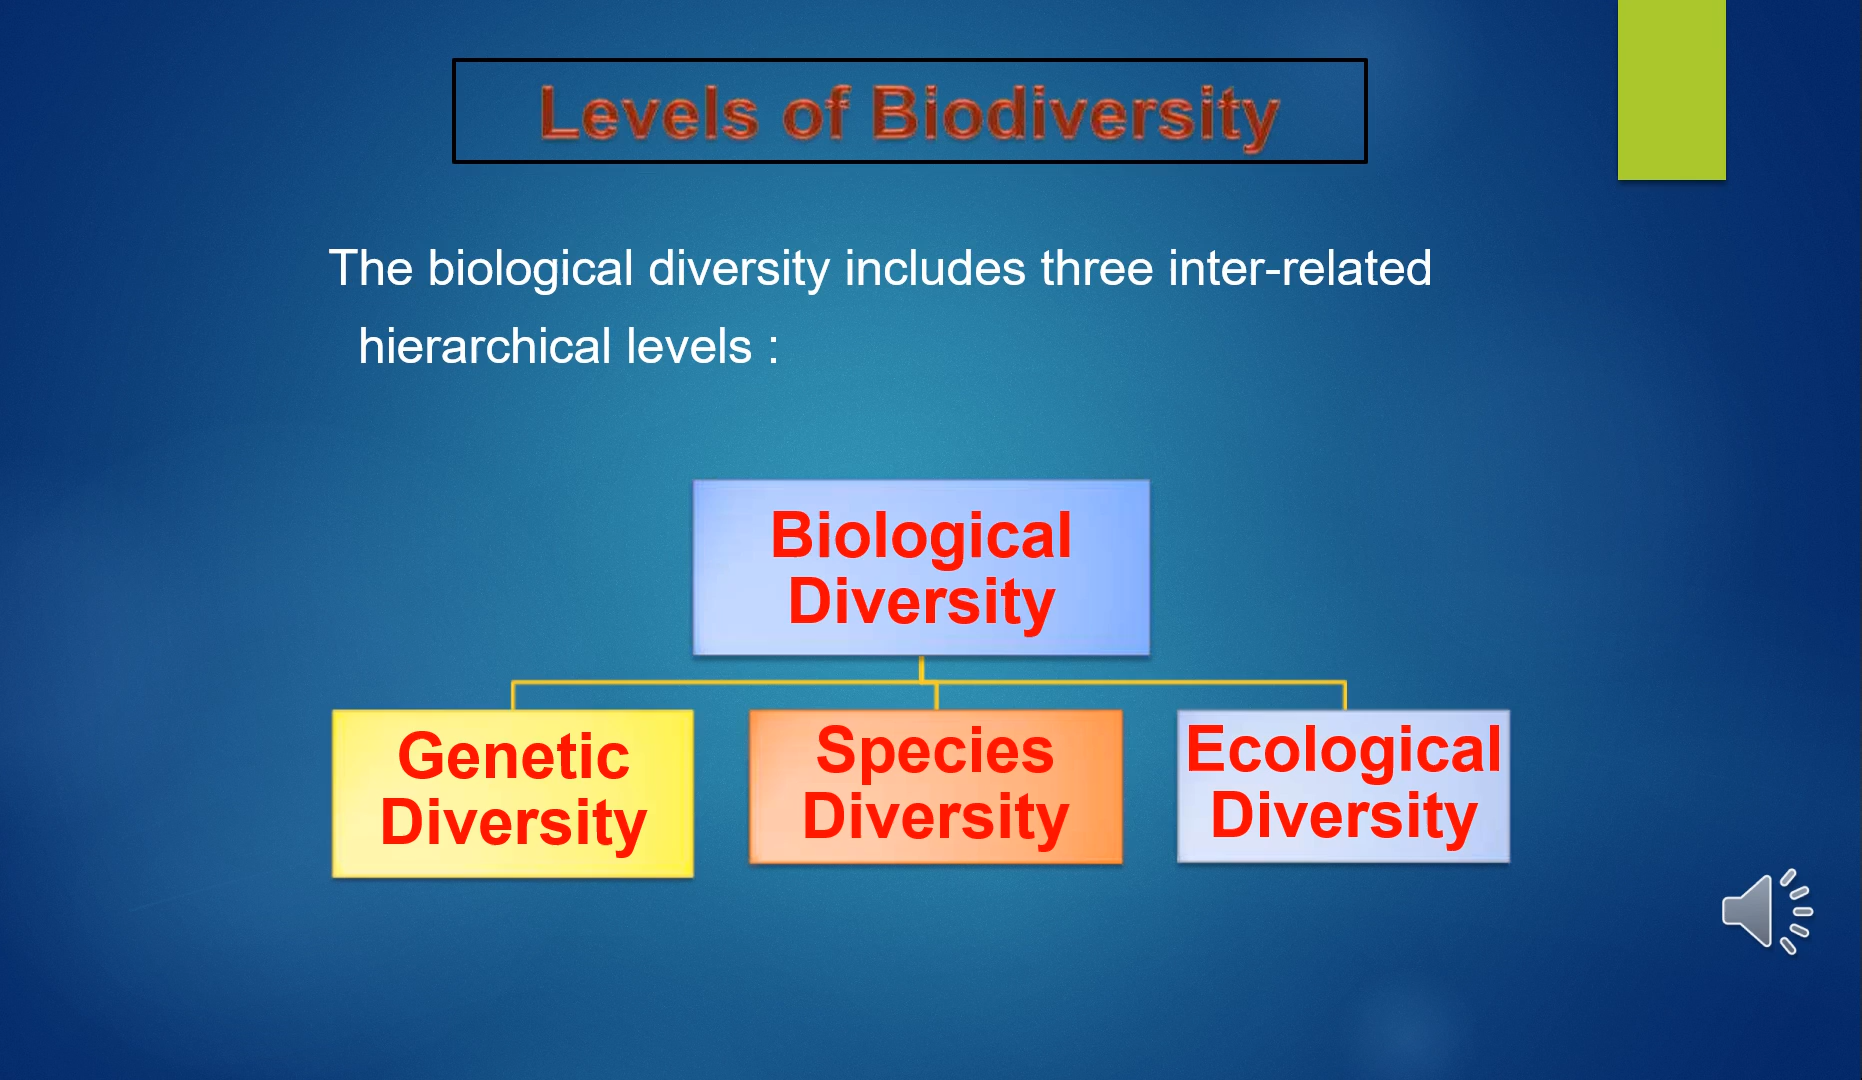 Levels of Biodiversity
The biological diversity includes three inter-related
hierarchical levels :
Biological
Diversity
Genetic
Diversity
Species
Diversity
Ecological
Diversity